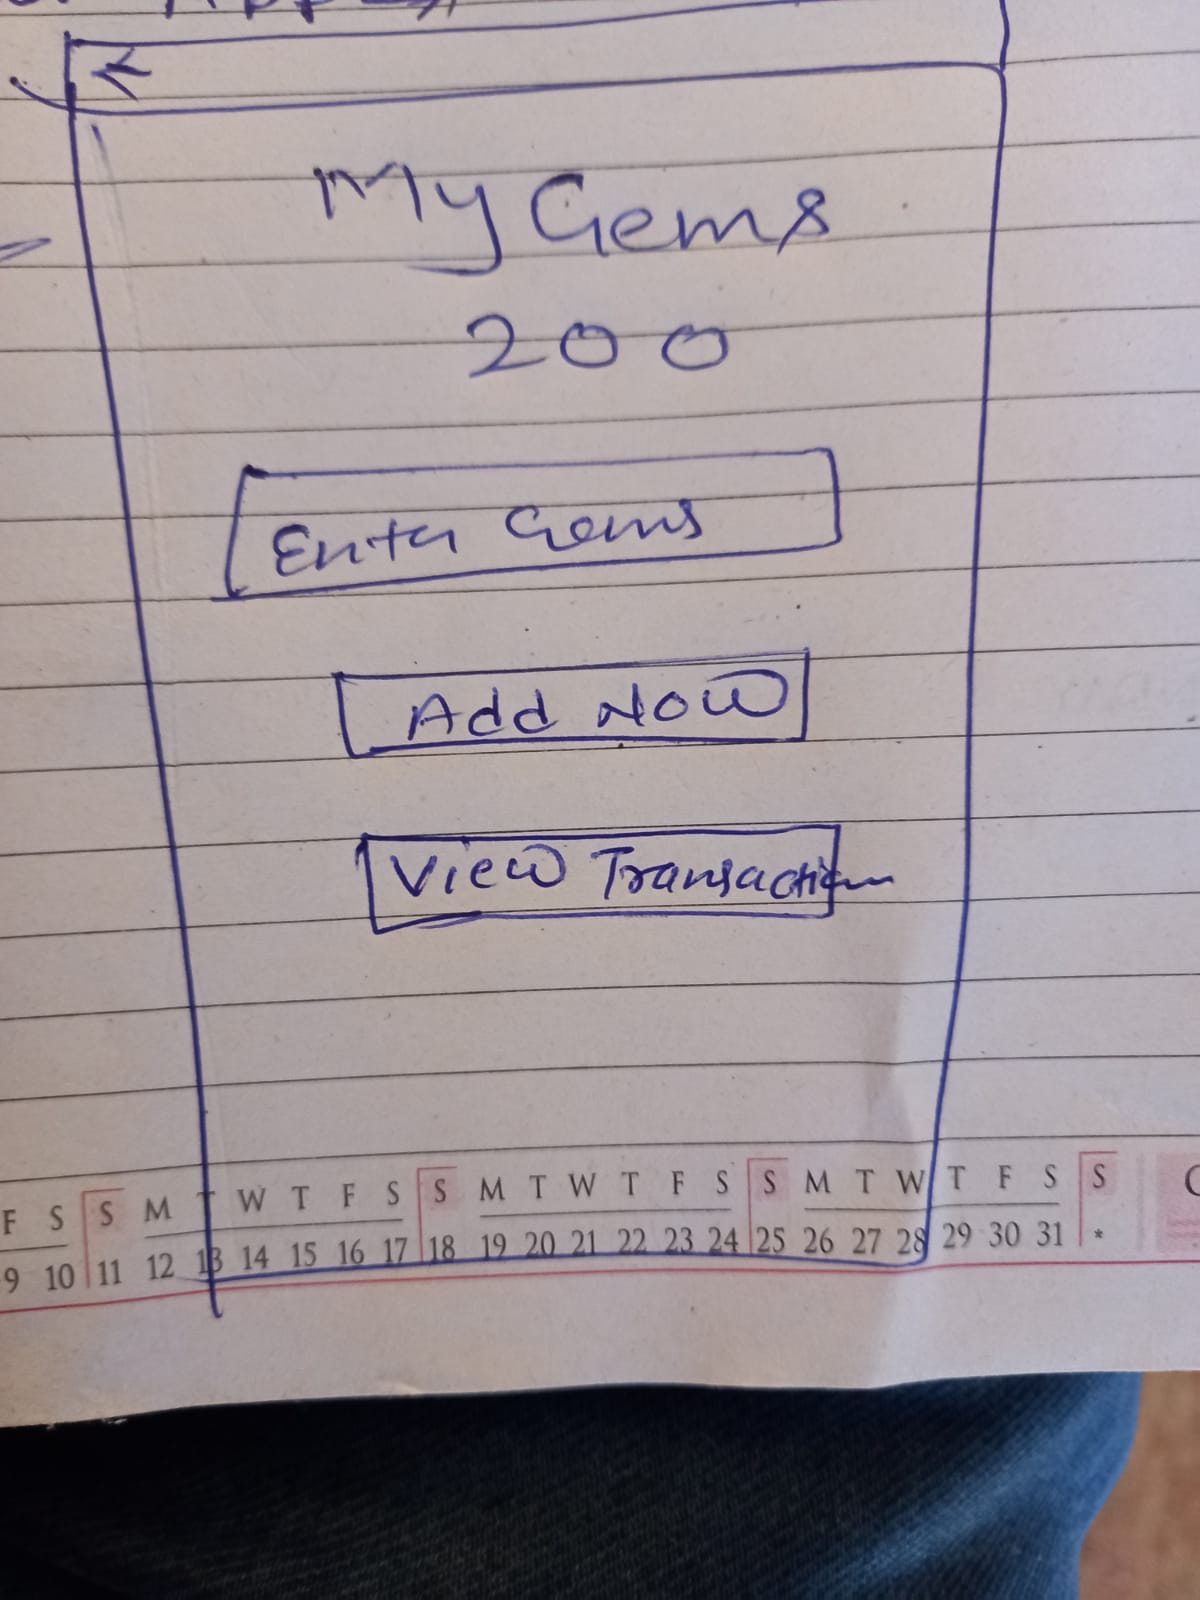 ←
My Gems
200
Enter Gems
Add Now
View Transaction
F S S M T W T F S S M T W T F S S M T W T F S S
9 10 11 12 13 14 15 16 17 18 19 20 21 22 23 24 25 26 27 28 29 30 31 *